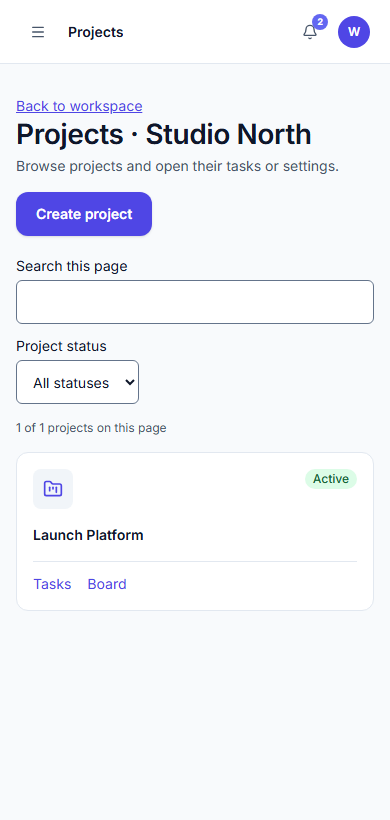 Projects
2
W
Back to workspace
Projects · Studio North
Browse projects and open their tasks or settings.
Create project
Search this page
Project status
All statuses
1 of 1 projects on this page
Active
Launch Platform
Tasks Board